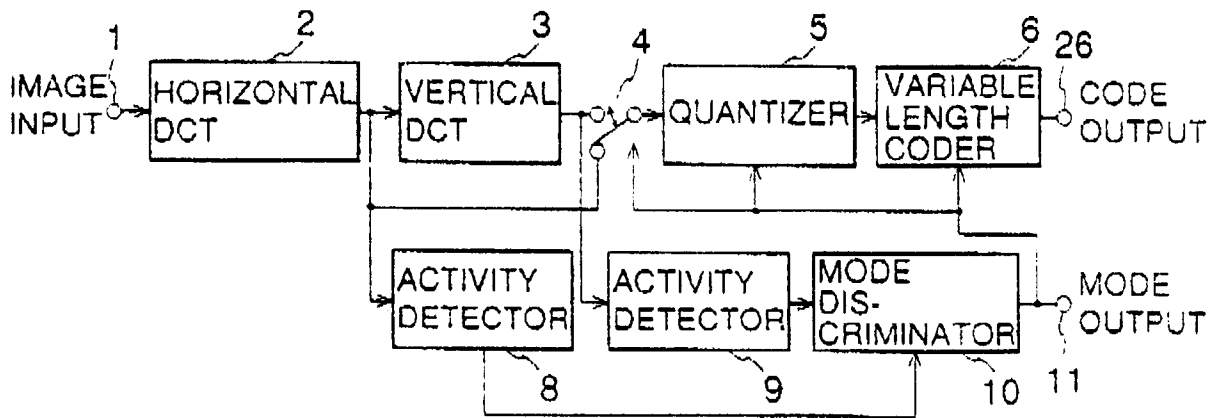 1
2
3
4
5
6
26
IMAGE
INPUT
HORIZONTAL
DCT
VERTICAL
DCT
QUANTIZER
VARIABLE
LENGTH
CODER
CODE
OUTPUT
ACTIVITY
DETECTOR
ACTIVITY
DETECTOR
MODE
DIS-
CRIMINATOR
MODE
OUTPUT
8
9
10
11